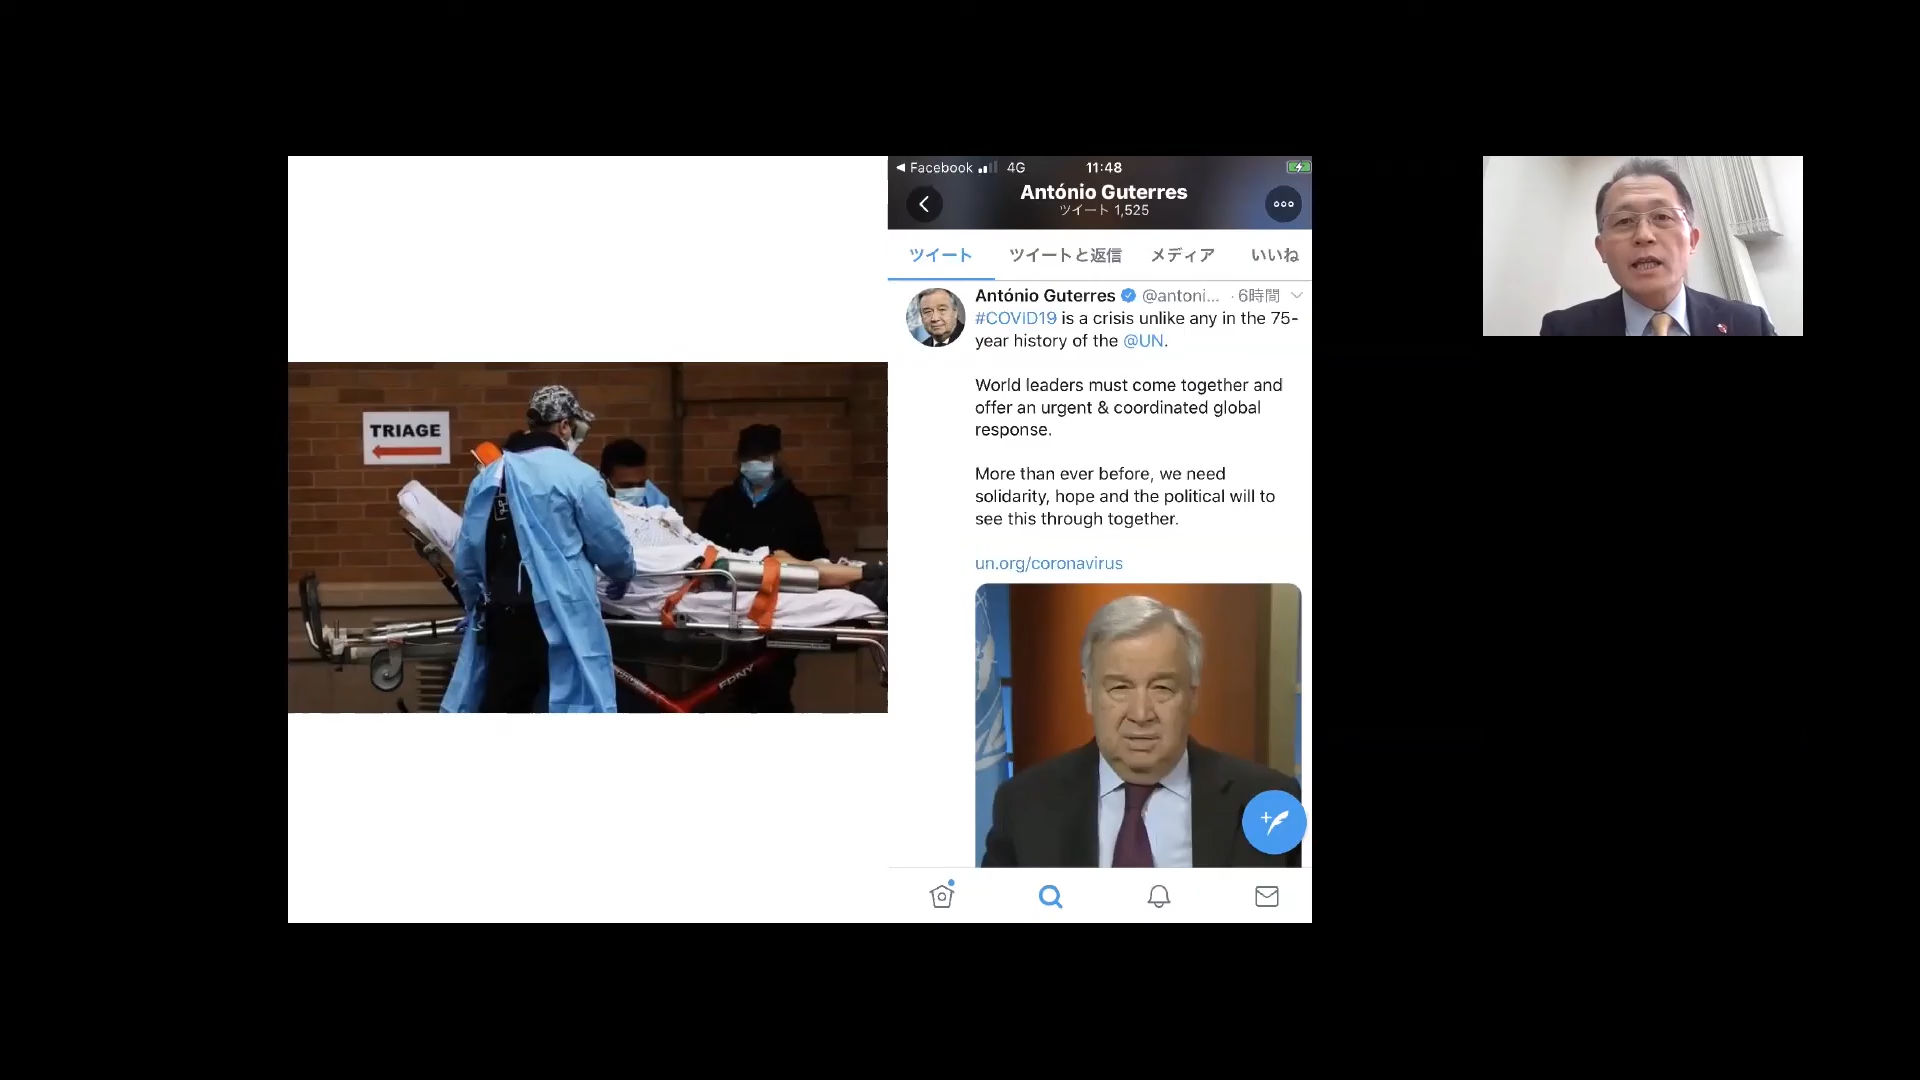 TRIAGE
FDNY
Facebook 4G 11:48
António Guterres
ツイート 1,525
ツイート ツイートと返信 メディア いいね
António Guterres @antoni... · 6時間
#COVID19 is a crisis unlike any in the 75-
year history of the @UN.
World leaders must come together and
offer an urgent & coordinated global
response.
More than ever before, we need
solidarity, hope and the political will to
see this through together.
un.org/coronavirus